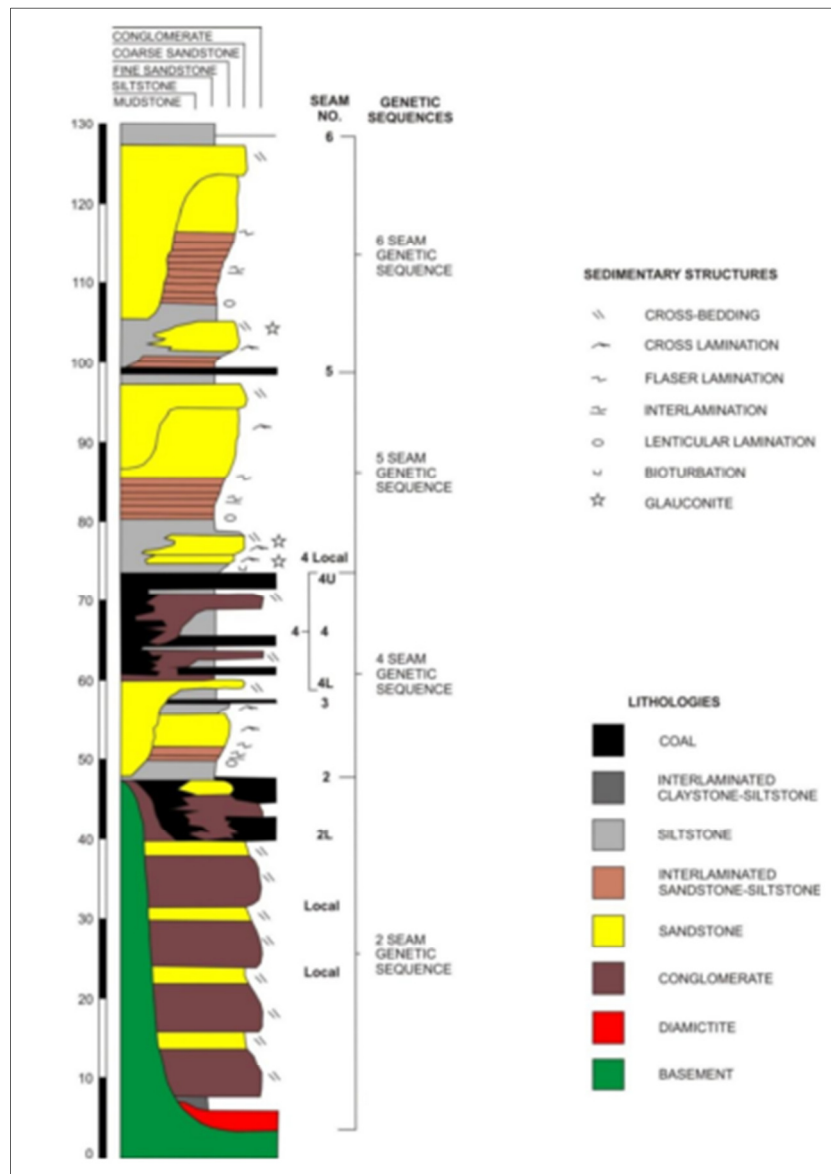 CONGLOMERATE
COARSE SANDSTONE
FINE SANDSTONE
SILTSTONE
MUDSTONE
SEAM
NO.
GENETIC
SEQUENCES
130
120
110
100
90
80
70
60
50
40
30
20
10
0
6
5
4 Local
4U
4
4
4L
3
2
2L
Local
Local
6 SEAM
GENETIC
SEQUENCE
5 SEAM
GENETIC
SEQUENCE
4 SEAM
GENETIC
SEQUENCE
2 SEAM
GENETIC
SEQUENCE
SEDIMENTARY STRUCTURES
CROSS-BEDDING
CROSS LAMINATION
FLASER LAMINATION
INTERLAMINATION
LENTICULAR LAMINATION
BIOTURBATION
GLAUCONITE
LITHOLOGIES
COAL
INTERLAMINATED
CLAYSTONE-SILTSTONE
SILTSTONE
INTERLAMINATED
SANDSTONE-SILTSTONE
SANDSTONE
CONGLOMERATE
DIAMICTITE
BASEMENT